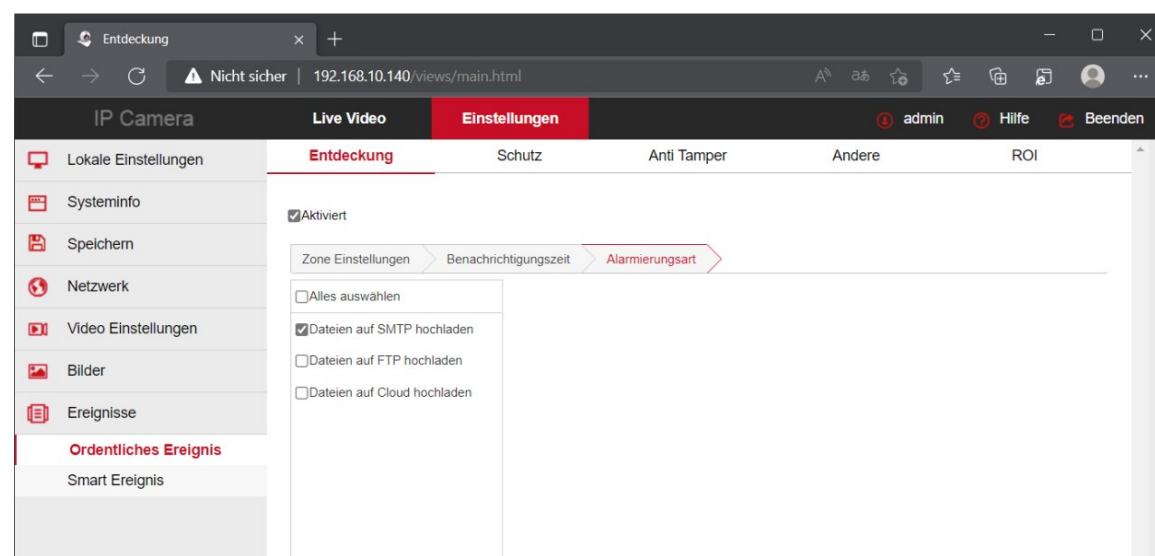 Entdeckung
Nicht sicher | 192.168.10.140/views/main.html
IP Camera Live Video Einstellungen admin Hilfe Beenden
Lokale Einstellungen
Systeminfo
Speichern
Netzwerk
Video Einstellungen
Bilder
Ereignisse
Ordentliches Ereignis
Smart Ereignis
Entdeckung Schutz Anti Tamper Andere ROI
Aktiviert
Zone Einstellungen Benachrichtigungszeit Alarmierungsart
Alles auswählen
Dateien auf SMTP hochladen
Dateien auf FTP hochladen
Dateien auf Cloud hochladen